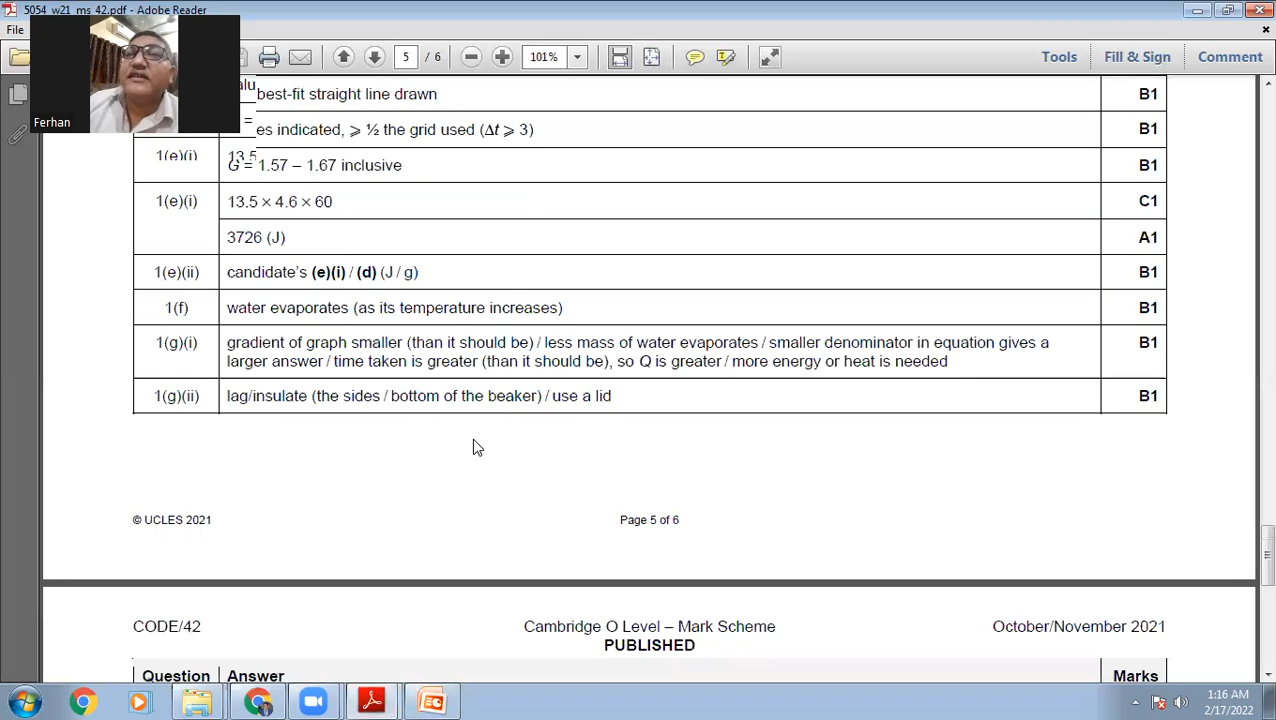 5054_w21_ms_42.pdf - Adobe Reader
File
5 / 6 101% Tools Fill & Sign Comment
Ferhan
best-fit straight line drawn B1
es indicated, ⩾ ½ the grid used (Δt ⩾ 3) B1
1(e)(i) 13.5
G = 1.57 – 1.67 inclusive B1
1(e)(i) 13.5 × 4.6 × 60 C1
3726 (J) A1
1(e)(ii) candidate's (e)(i) / (d) (J / g) B1
1(f) water evaporates (as its temperature increases) B1
1(g)(i) gradient of graph smaller (than it should be) / less mass of water evaporates / smaller denominator in equation gives a B1
larger answer / time taken is greater (than it should be), so Q is greater / more energy or heat is needed
1(g)(ii) lag/insulate (the sides / bottom of the beaker) / use a lid B1
© UCLES 2021 Page 5 of 6
CODE/42 Cambridge O Level – Mark Scheme October/November 2021
PUBLISHED
Question Answer Marks
1:16 AM
2/17/2022